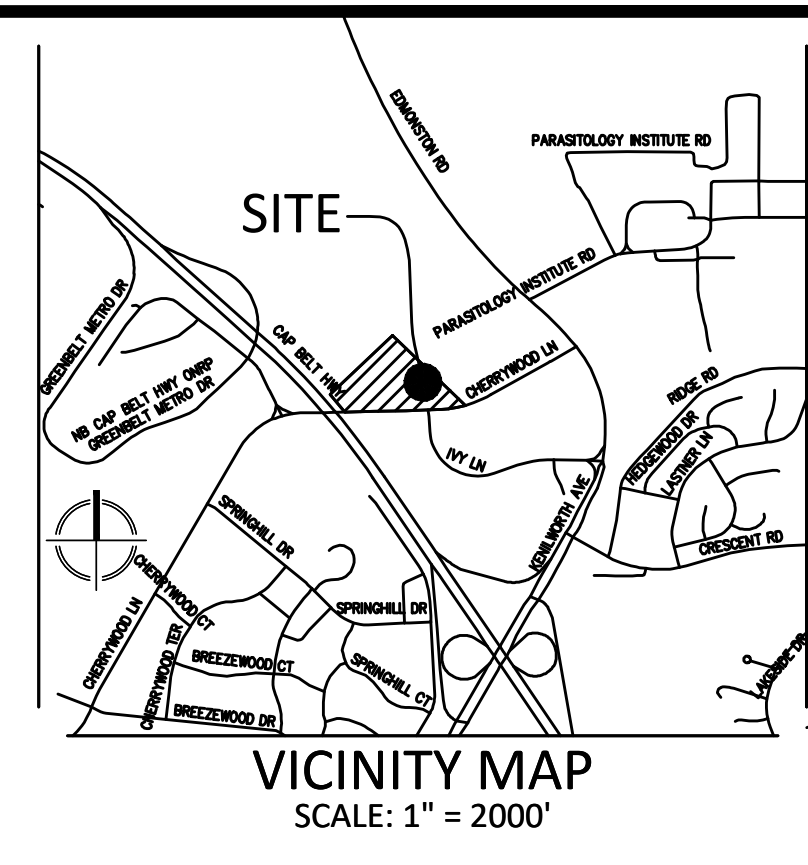 EDMONSTON RD
PARASITOLOGY INSTITUTE RD
SITE
PARASITOLOGY INSTITUTE RD
GREENBELT METRO DR
CAP BELT HWY
CHERRYWOOD LN
NB CAP BELT HWY ONRP
GREENBELT METRO DR
RIDGE RD
HEDGEWOOD DR
LASTNER LN
IVY LN
KENILWORTH AVE
SPRINGHILL DR
CRESCENT RD
CHERRYWOOD CT
CHERRYWOOD LN
SPRINGHILL DR
CHERRYWOOD TER
BREEZEWOOD CT
SPRINGHILL CT
LAKESIDE DR
BREEZEWOOD DR
VICINITY MAP
SCALE: 1" = 2000'